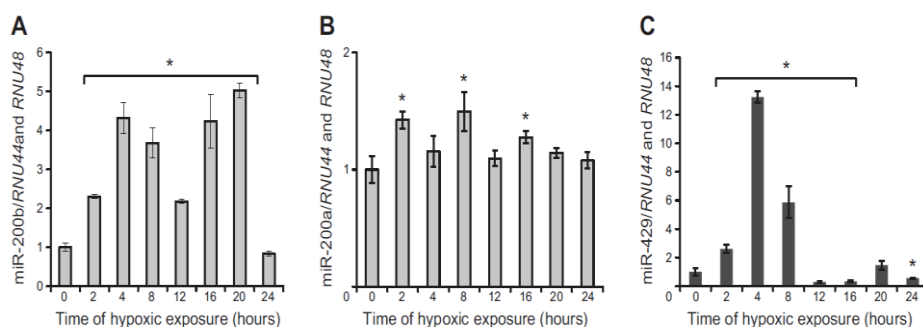 A
miR-200b/RNU44and RNU48
6
5
4
3
2
1
0
*
0 2 4 8 12 16 20 24
Time of hypoxic exposure (hours)
B
miR-200a/RNU44 and RNU48
2
1
0
* * *
0 2 4 8 12 16 20 24
Time of hypoxic exposure (hours)
C
miR-429/RNU44 and RNU48
16
14
12
10
8
6
4
2
0
*
*
0 2 4 8 12 16 20 24
Time of hypoxic exposure (hours)